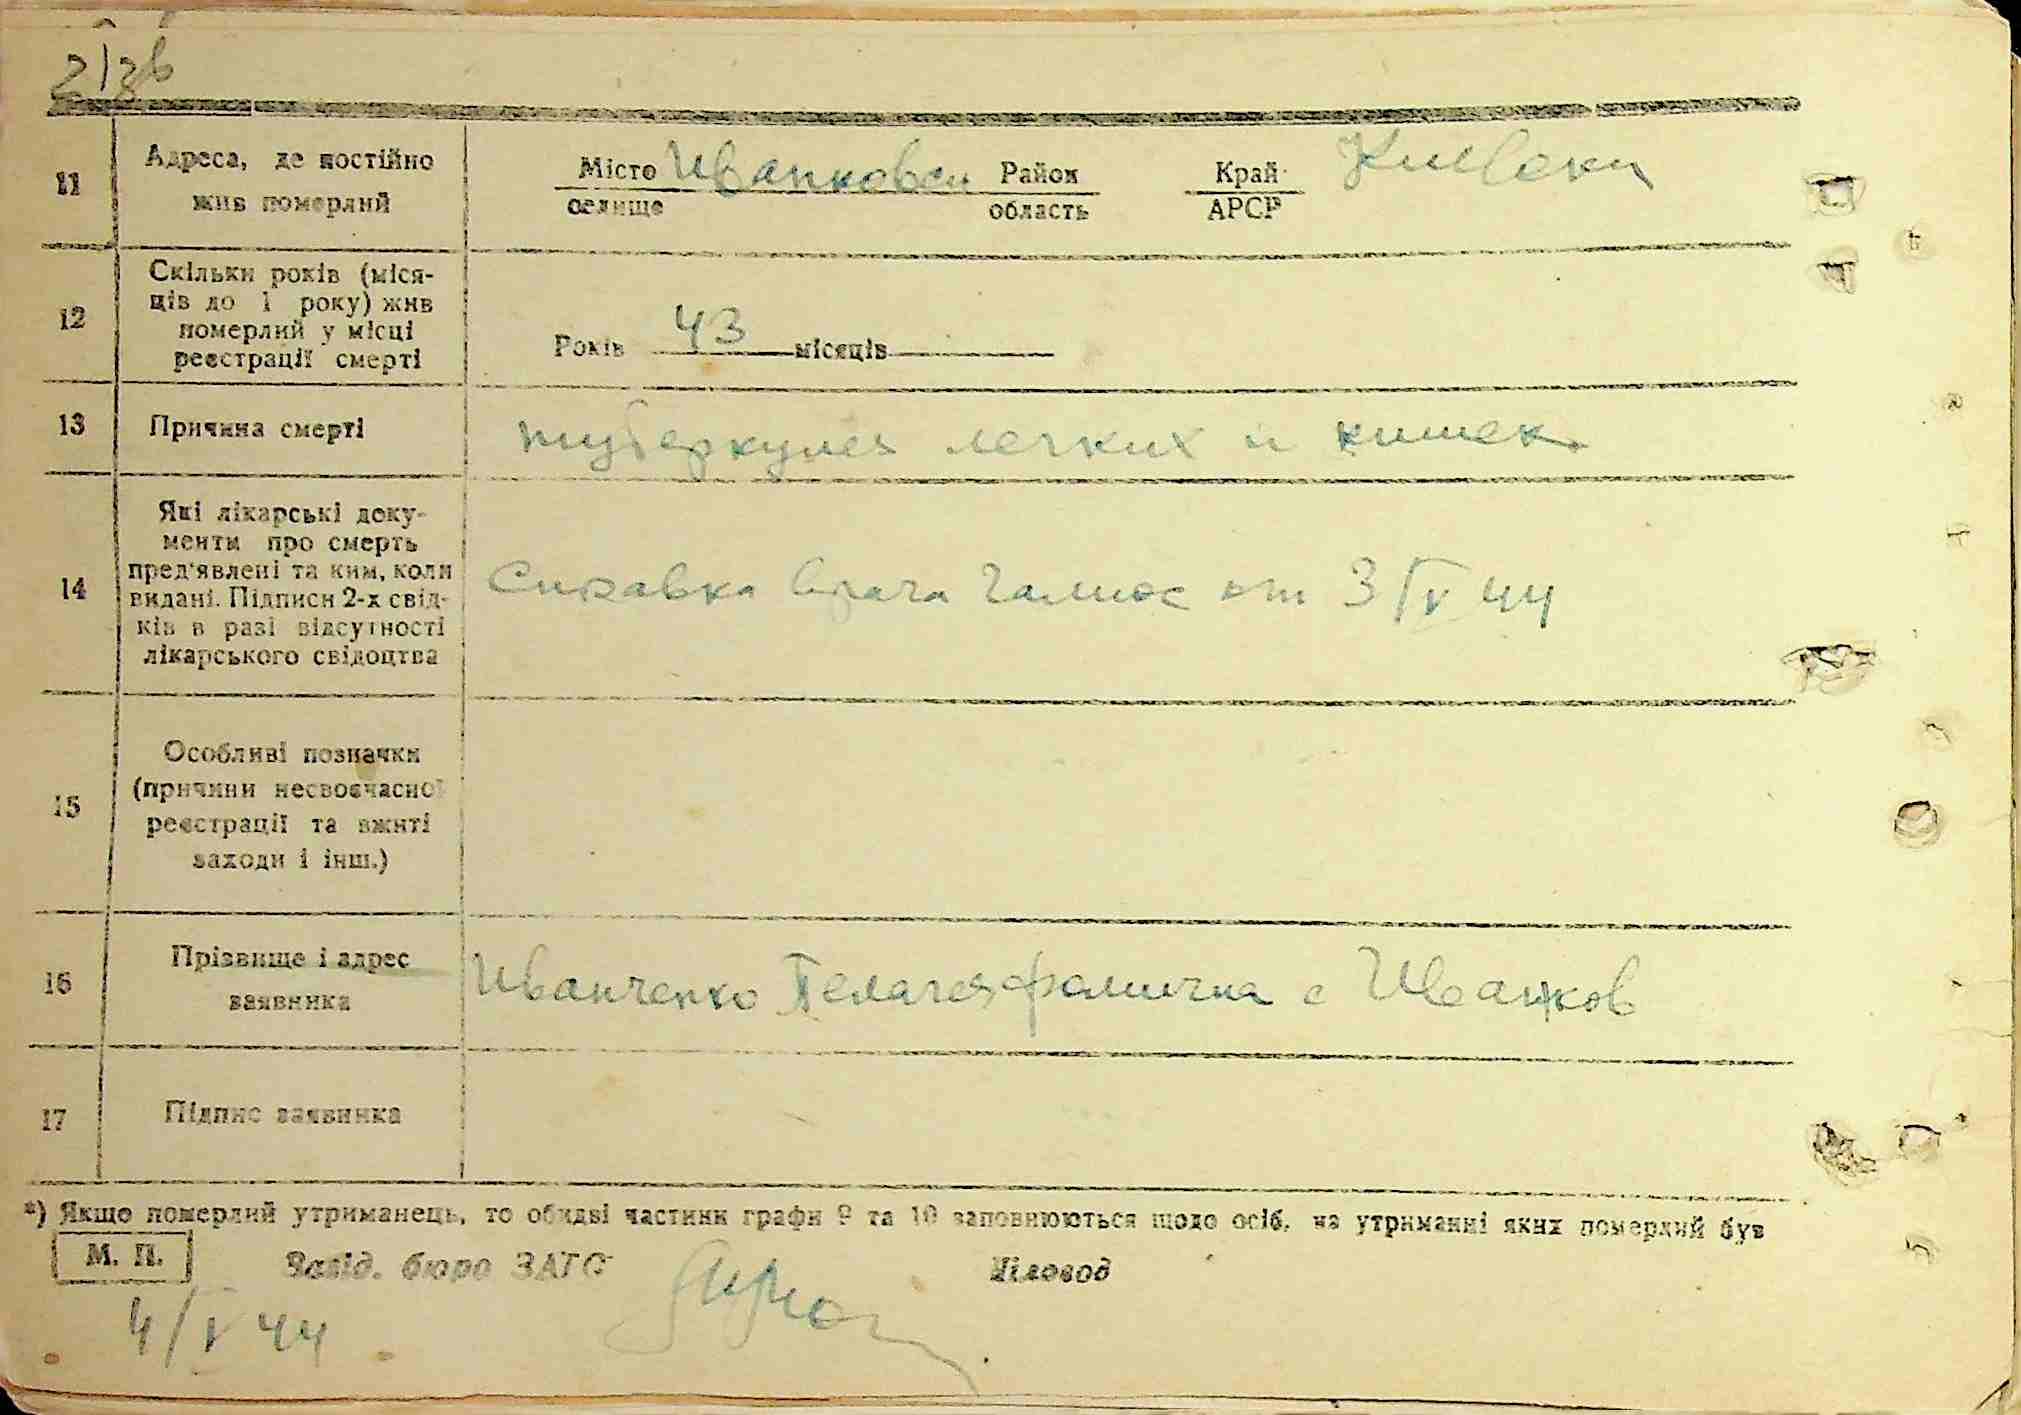 11 Адреса, де постійно жив померлий
Місто селище Иванковск Район область Край АРСР Киевск
12 Скільки років (міся-
ців до 1 року) жив
померлий у місці
реєстрації смерті
Років 43 місяців
13 Причина смерті туберкулез легких и кишек
14 Які лікарські доку-
менти про смерть
пред'явлені та ким, коли
видані. Підписи 2-х свід-
ків в разі відсутності
лікарського свідоцтва
Справка врача от 3/V 44
15 Особливі позначки
(причини несвоєчасної
реєстрації та вжиті
заходи і інш.)
16 Прізвище і адрес
заявника
Иванченко Пелагея с Иванков
17 Підпис заявника
*) Якщо померлий утриманець, то обидві частини графи 9 та 10 заповнюються щодо осіб, на утриманні яких померлий був
М. П. Завід. бюро ЗАГС Діловод
4/V 44